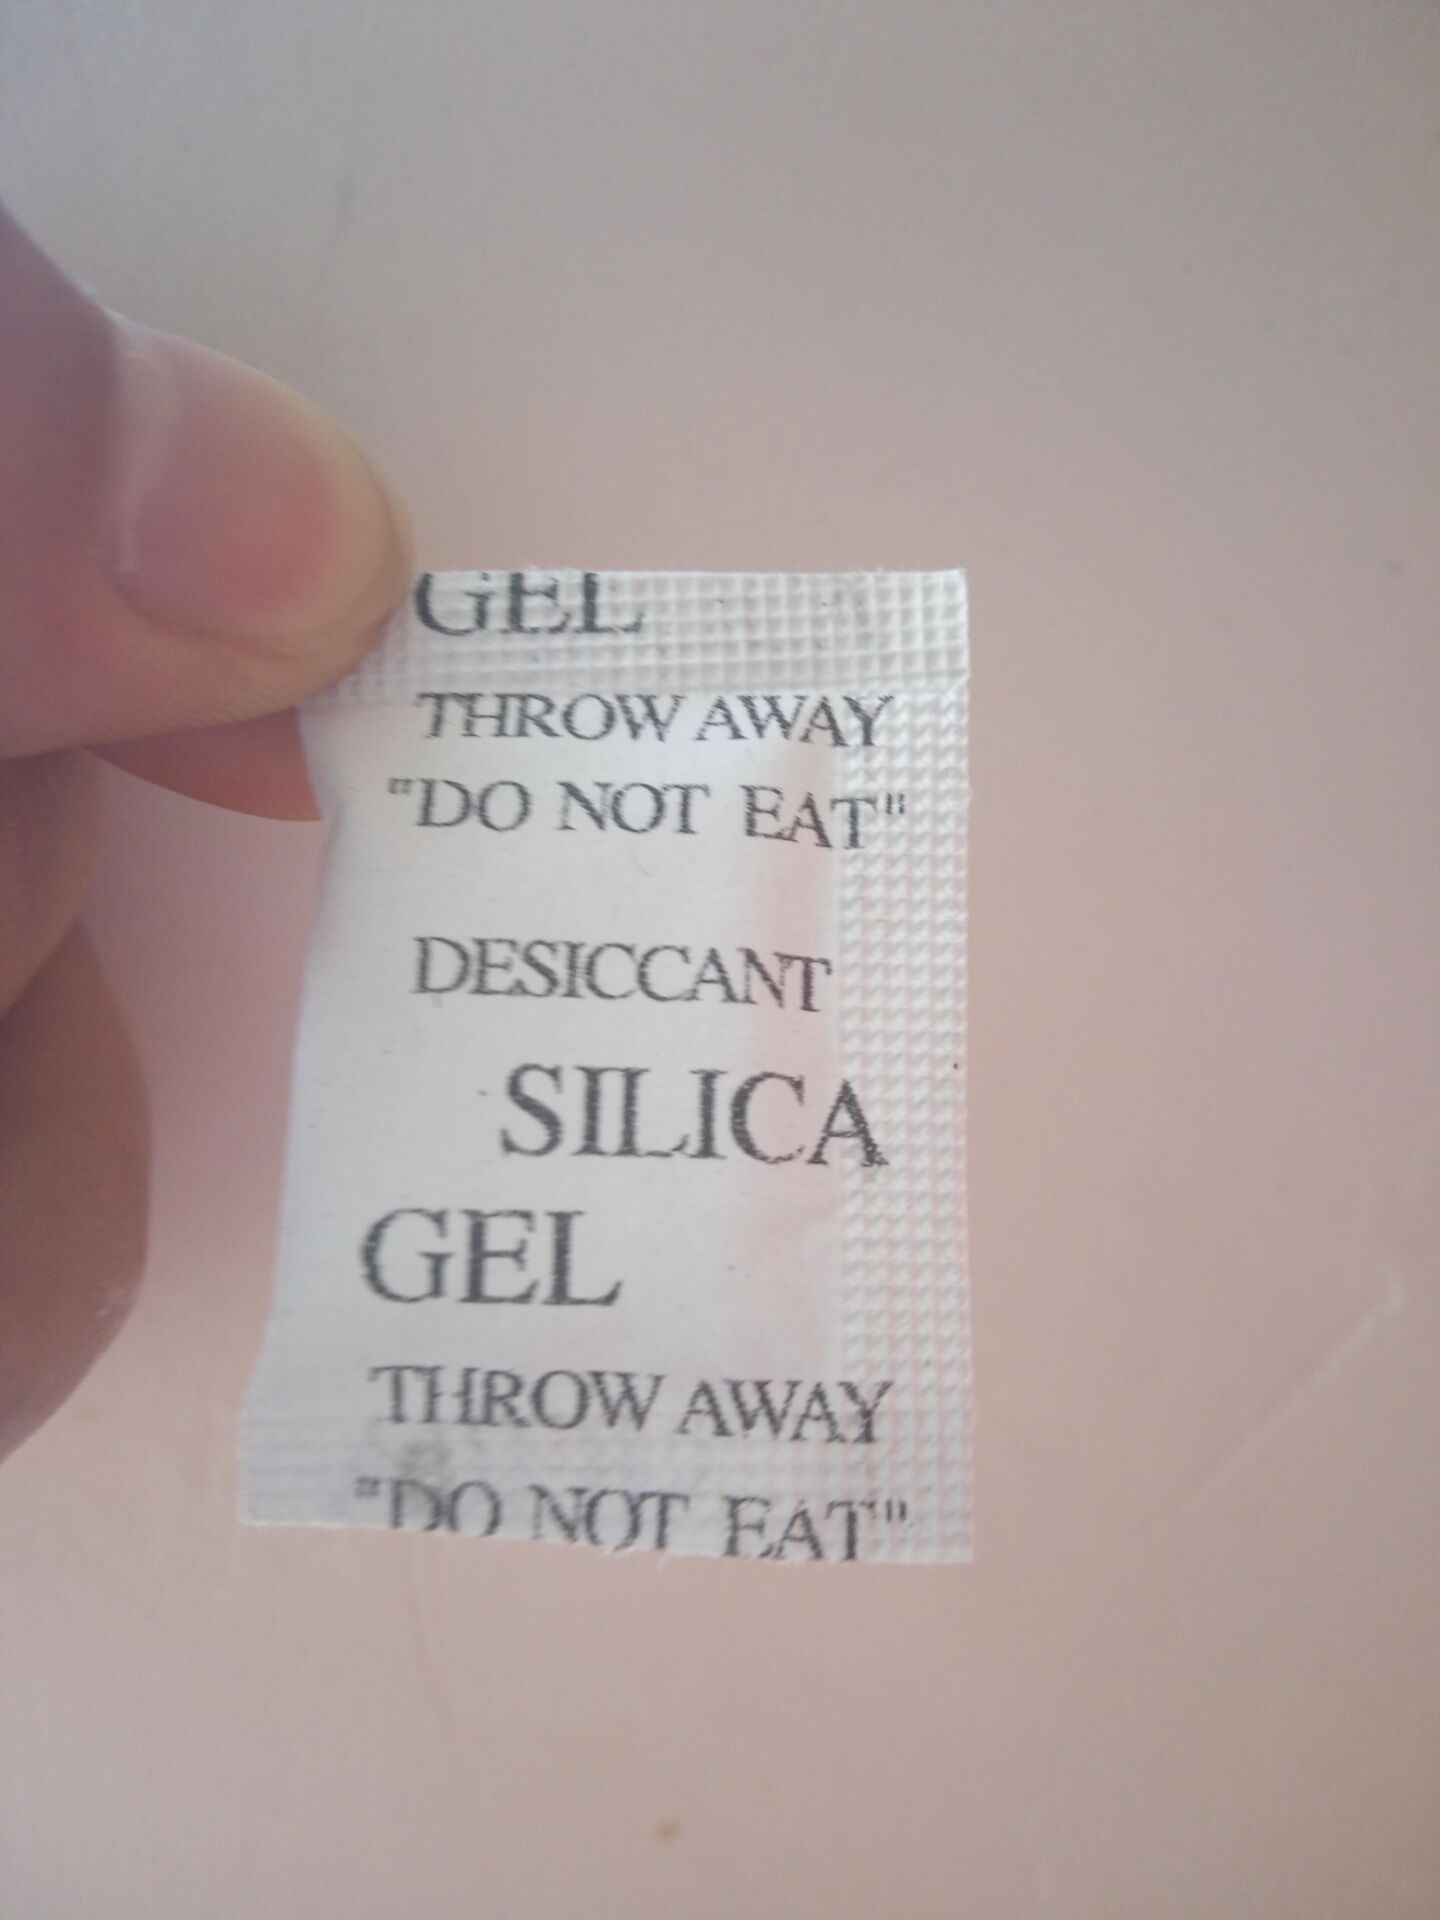 GEL
THROW AWAY
"DO NOT EAT"
DESICCANT
SILICA
GEL
THROW AWAY
"DO NOT EAT"